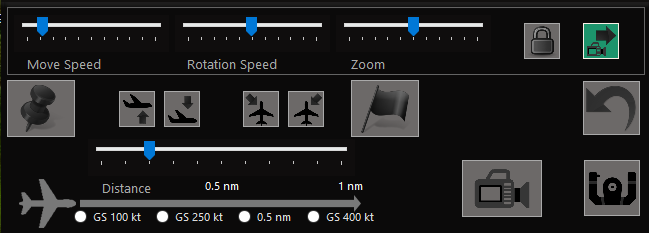 Move Speed Rotation Speed Zoom
Distance 0.5 nm 1 nm
GS 100 kt GS 250 kt 0.5 nm GS 400 kt